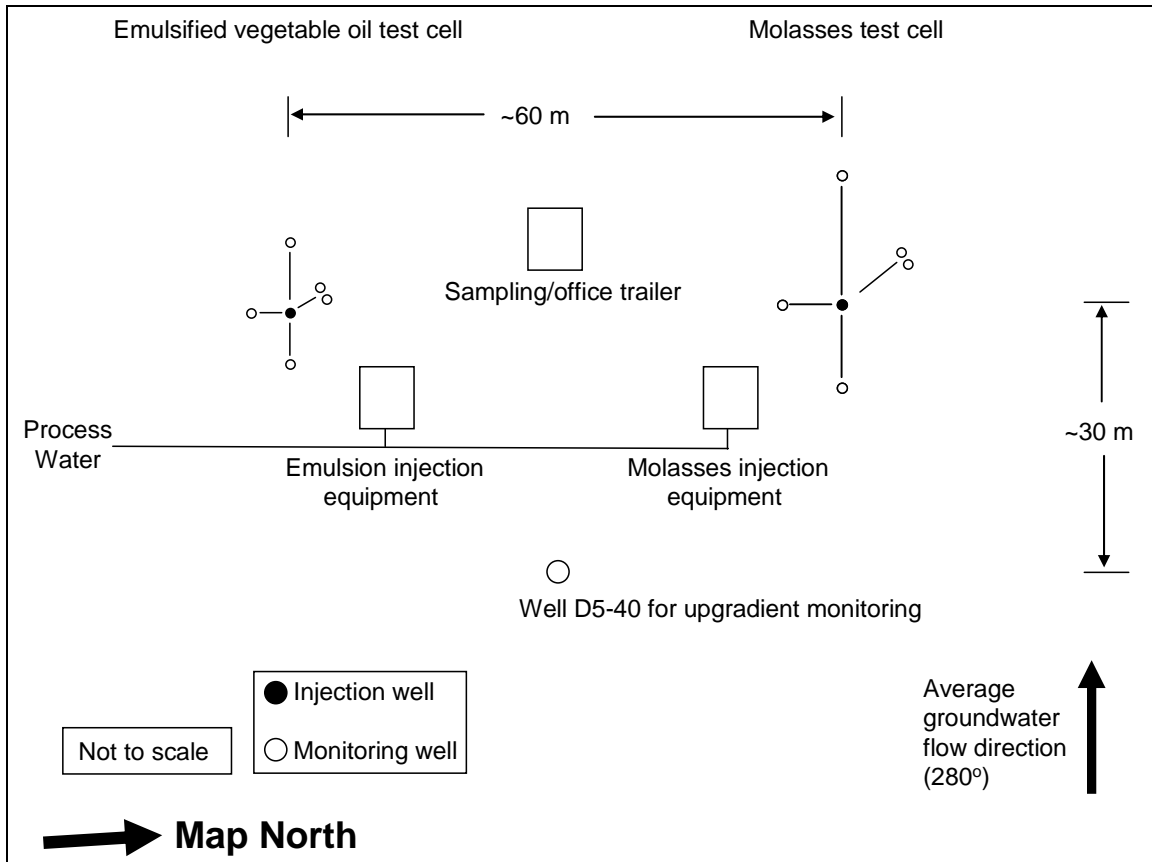 Emulsified vegetable oil test cell
Molasses test cell
~60 m
Sampling/office trailer
Process
Water
~30 m
Emulsion injection
equipment
Molasses injection
equipment
Well D5-40 for upgradient monitoring
Injection well
Monitoring well
Not to scale
Average
groundwater
flow direction
(280º)
Map North